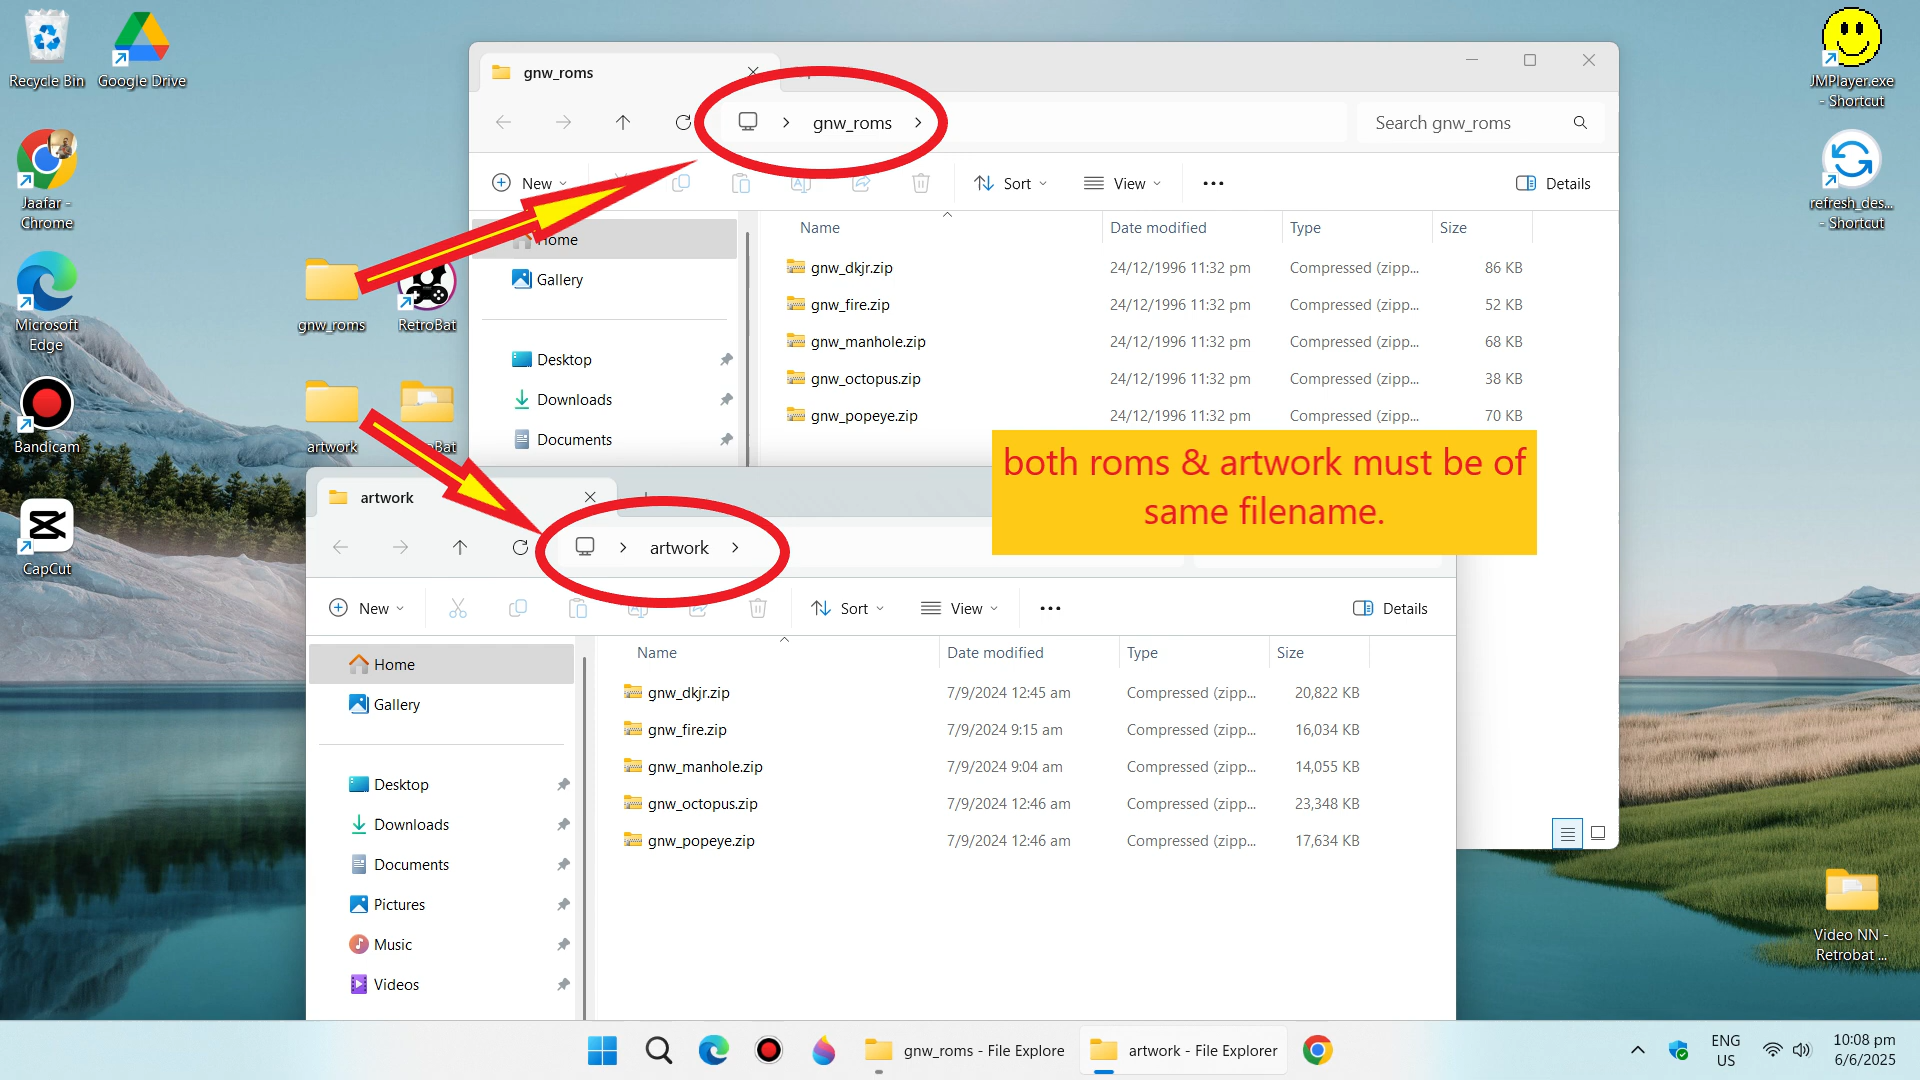 Recycle Bin
Google Drive
Jaafar -
Chrome
Microsoft
Edge
Bandicam
CapCut
gnw_roms
RetroBat
artwork
Bat
JMPlayer.exe
- Shortcut
refresh_des...
- Shortcut
Video NN -
Retrobat ...
gnw_roms
gnw_roms
Search gnw_roms
New
Sort
View
Details
Home
Gallery
Desktop
Downloads
Documents
Name Date modified Type Size
gnw_dkjr.zip 24/12/1996 11:32 pm Compressed (zipp... 86 KB
gnw_fire.zip 24/12/1996 11:32 pm Compressed (zipp... 52 KB
gnw_manhole.zip 24/12/1996 11:32 pm Compressed (zipp... 68 KB
gnw_octopus.zip 24/12/1996 11:32 pm Compressed (zipp... 38 KB
gnw_popeye.zip 24/12/1996 11:32 pm Compressed (zipp... 70 KB
both roms & artwork must be of
same filename.
artwork
artwork
New
Sort
View
Details
Home
Gallery
Desktop
Downloads
Documents
Pictures
Music
Videos
Name Date modified Type Size
gnw_dkjr.zip 7/9/2024 12:45 am Compressed (zipp... 20,822 KB
gnw_fire.zip 7/9/2024 9:15 am Compressed (zipp... 16,034 KB
gnw_manhole.zip 7/9/2024 9:04 am Compressed (zipp... 14,055 KB
gnw_octopus.zip 7/9/2024 12:46 am Compressed (zipp... 23,348 KB
gnw_popeye.zip 7/9/2024 12:46 am Compressed (zipp... 17,634 KB
gnw_roms - File Explore
artwork - File Explorer
ENG
US
10:08 pm
6/6/2025